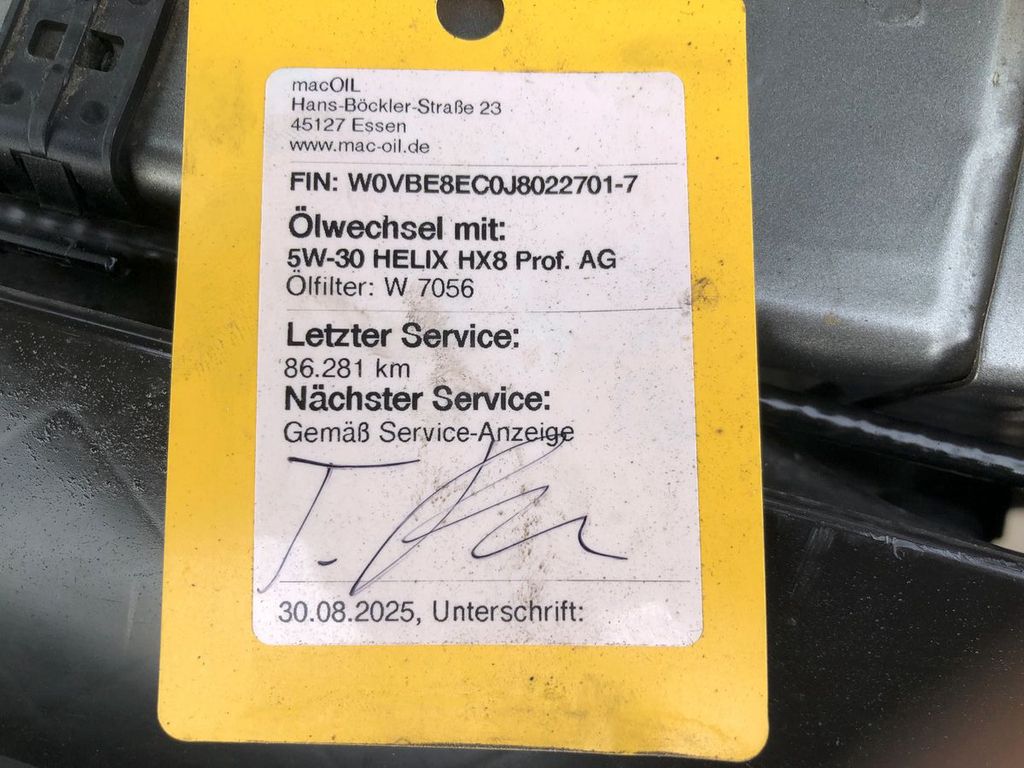 macOIL
Hans-Böckler-Straße 23
45127 Essen
www.mac-oil.de
FIN: W0VBE8EC0J8022701-7
Ölwechsel mit:
5W-30 HELIX HX8 Prof. AG
Ölfilter: W 7056
Letzter Service:
86.281 km
Nächster Service:
Gemäß Service-Anzeige
30.08.2025, Unterschrift: